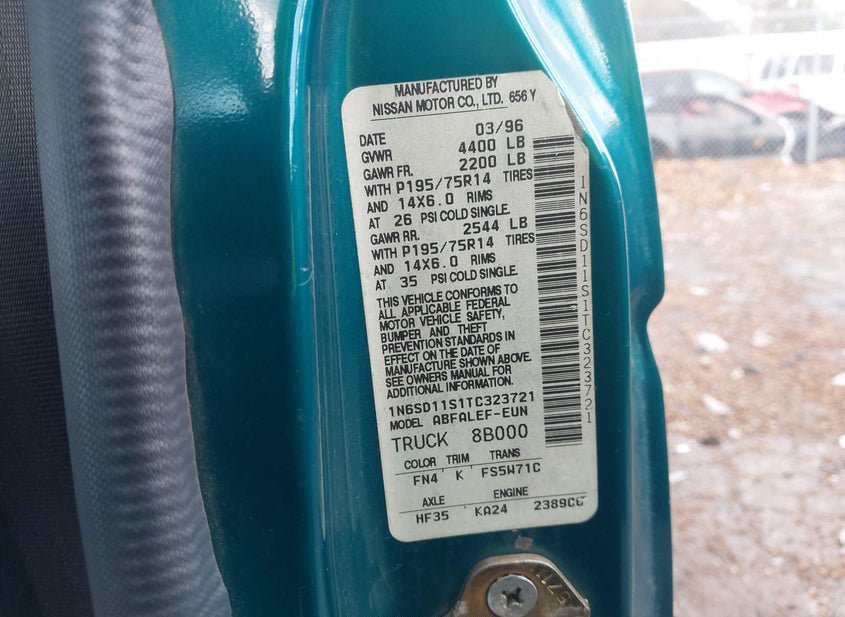 MANUFACTURED BY
NISSAN MOTOR CO., LTD. 656 Y
DATE 03/96
GVWR 4400 LB
GAWR FR. 2200 LB
WITH P195/75R14 TIRES
AND 14X6.0 RIMS
AT 26 PSI COLD SINGLE.
GAWR RR. 2544 LB
WITH P195/75R14 TIRES
AND 14X6.0 RIMS
AT 35 PSI COLD SINGLE.
THIS VEHICLE CONFORMS TO
ALL APPLICABLE FEDERAL
MOTOR VEHICLE SAFETY,
BUMPER AND THEFT
PREVENTION STANDARDS IN
EFFECT ON THE DATE OF
MANUFACTURE SHOWN ABOVE.
SEE OWNERS MANUAL FOR
ADDITIONAL INFORMATION
1N6SD11S1TC323721
MODEL ABFALEF-EUN
TRUCK 8B000
COLOR TRIM TRANS
FN4 K FS5W71C
AXLE ENGINE
HF35 KA24 2389CC
1N6SD11S1TC323721